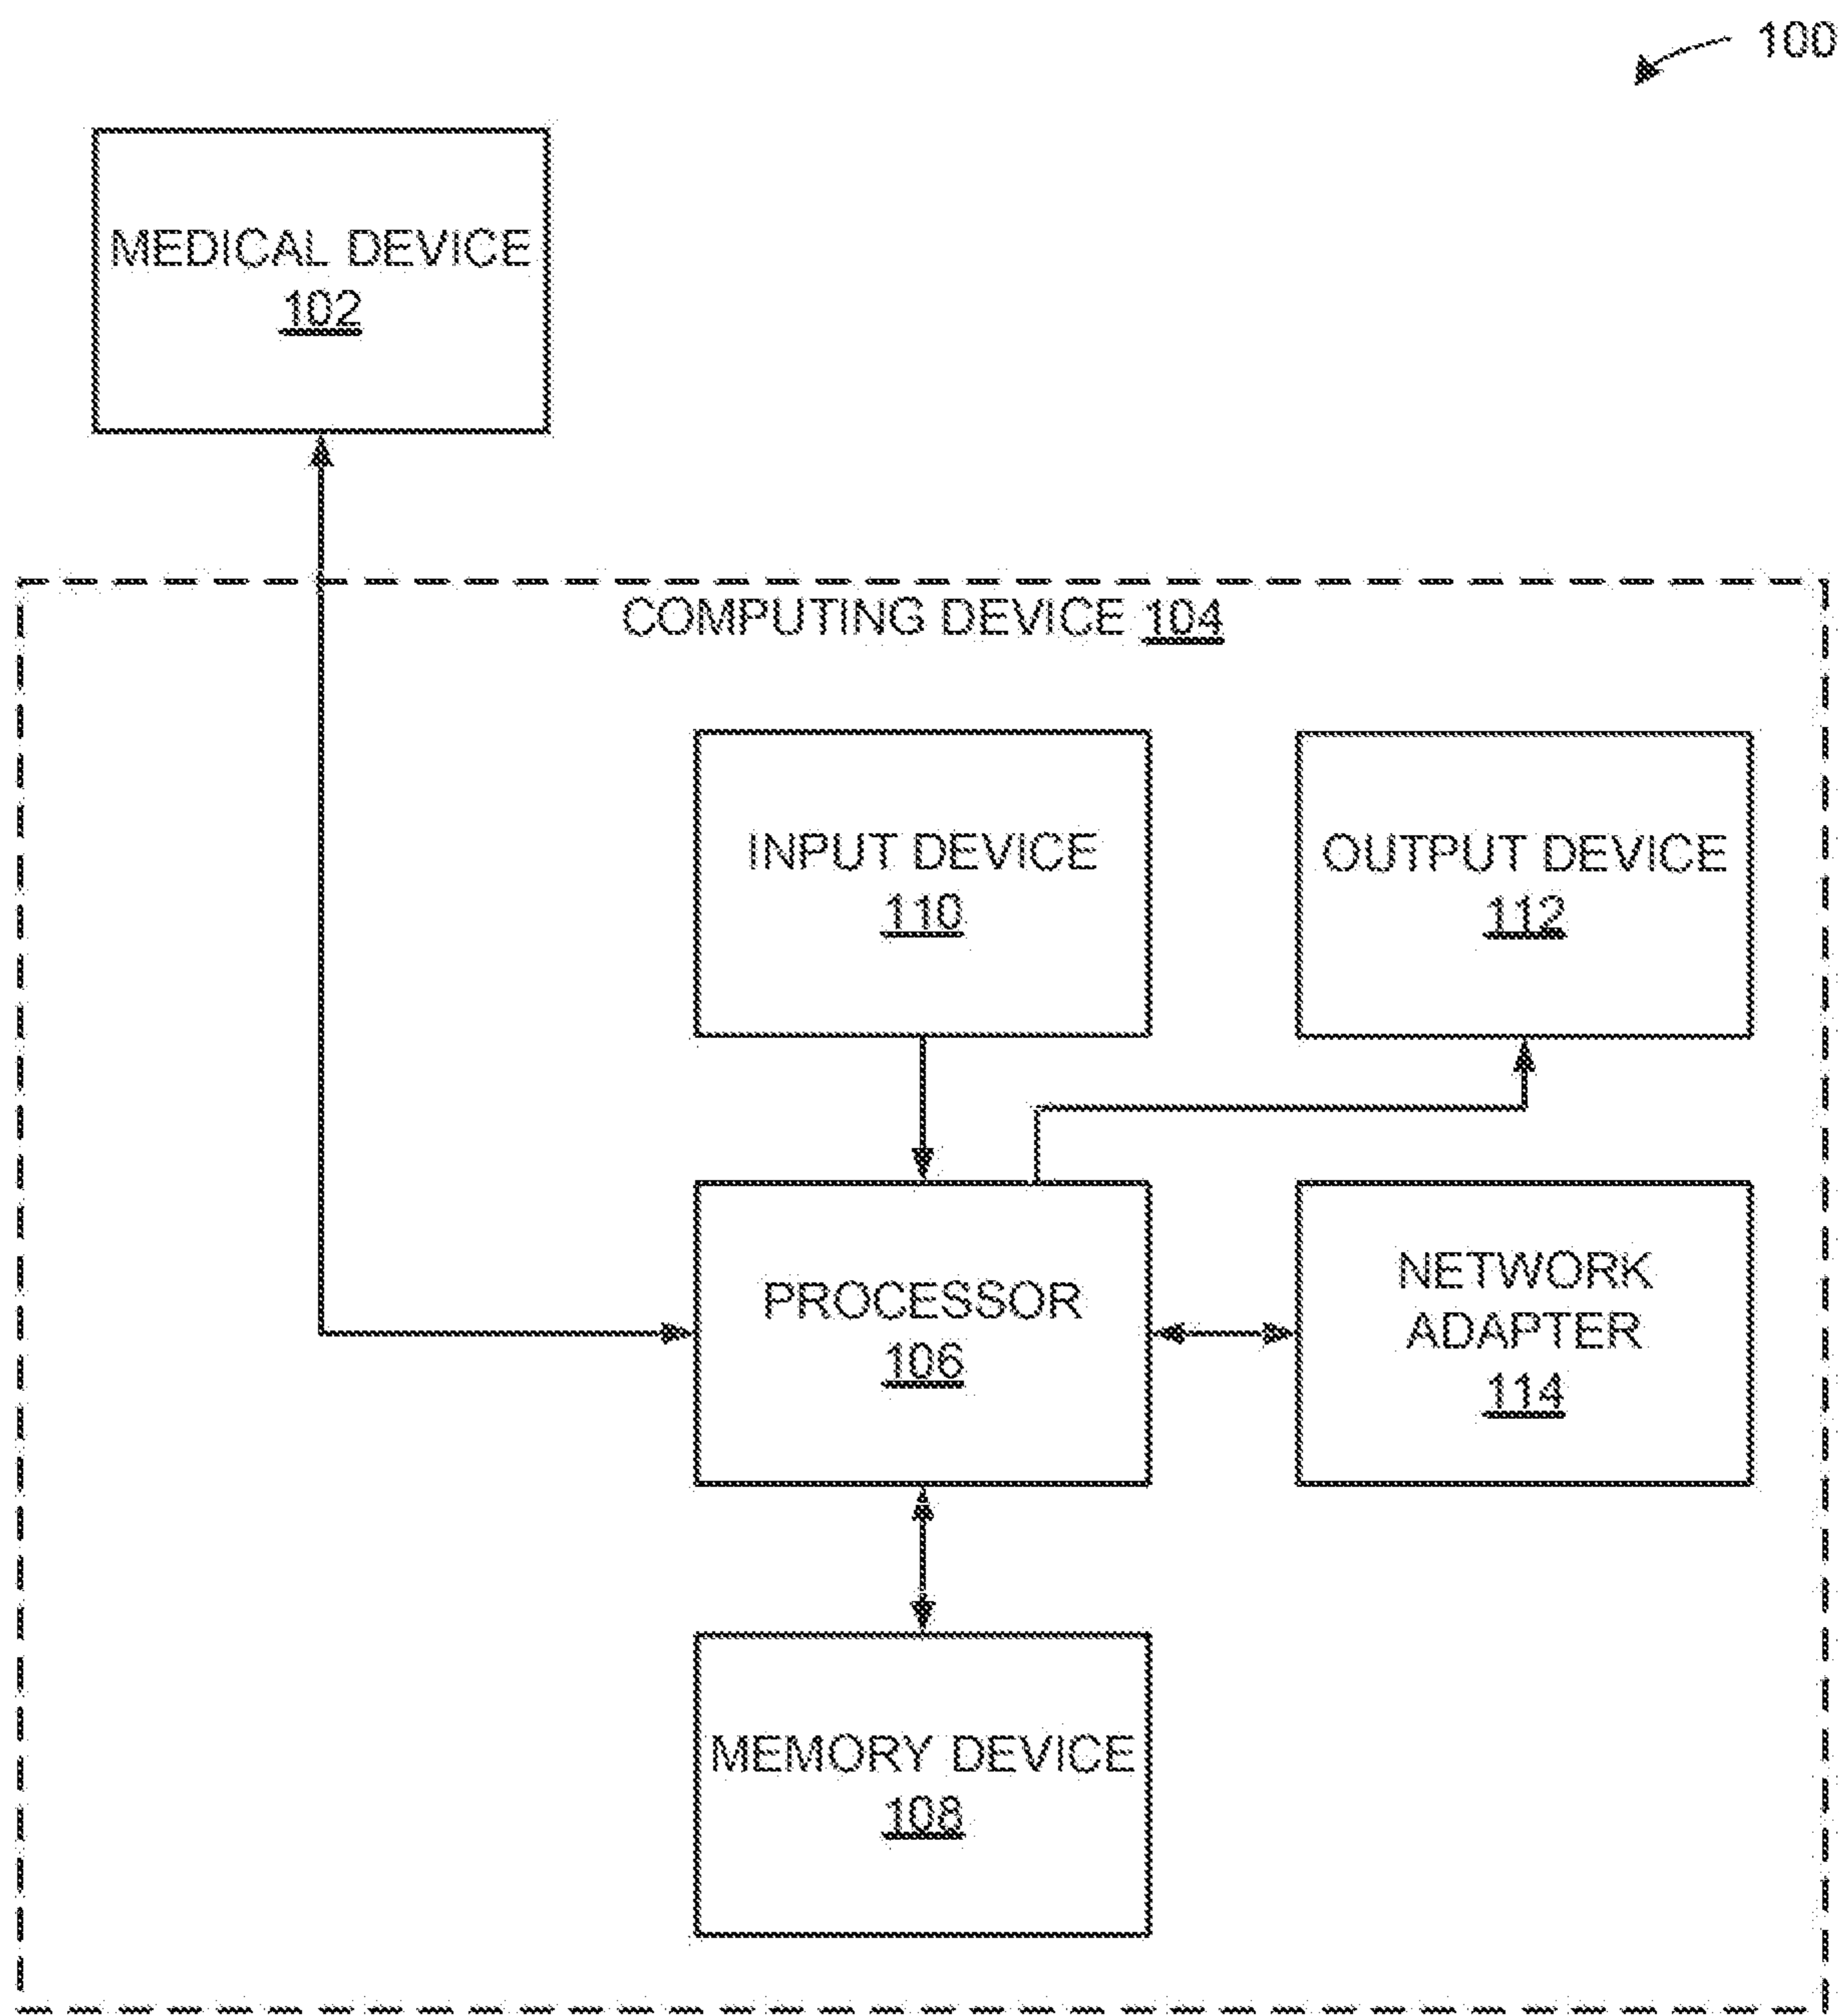 100
MEDICAL DEVICE
102
COMPUTING DEVICE 104
INPUT DEVICE
110
OUTPUT DEVICE
112
PROCESSOR
106
NETWORK
ADAPTER
114
MEMORY DEVICE
108